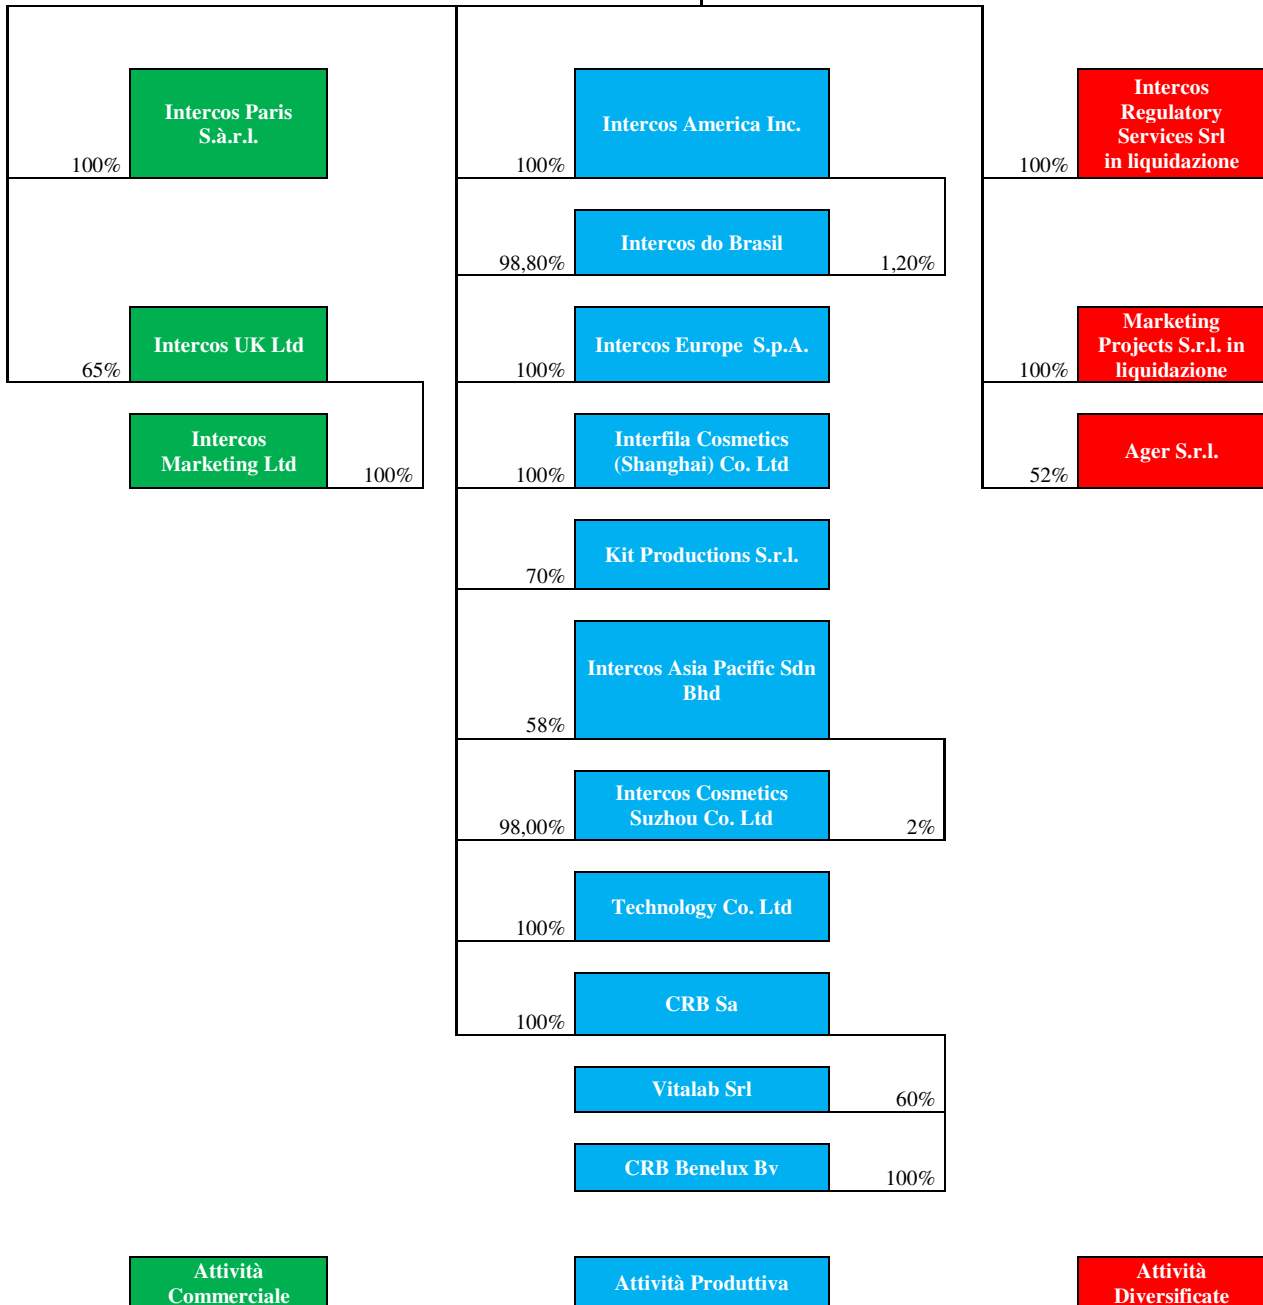 Intercos Paris
S.à.r.l.
100%
Intercos America Inc.
100%
Intercos
Regulatory
Services Srl
in liquidazione
100%
Intercos do Brasil
98,80%
1,20%
Intercos UK Ltd
65%
Intercos Europe S.p.A.
100%
Marketing
Projects S.r.l. in
liquidazione
100%
Intercos
Marketing Ltd
100%
Interfila Cosmetics
(Shanghai) Co. Ltd
100%
Ager S.r.l.
52%
Kit Productions S.r.l.
70%
Intercos Asia Pacific Sdn
Bhd
58%
Intercos Cosmetics
Suzhou Co. Ltd
98,00%
2%
Technology Co. Ltd
100%
CRB Sa
100%
Vitalab Srl
60%
CRB Benelux Bv
100%
Attività
Commerciale
Attività Produttiva
Attività
Diversificate